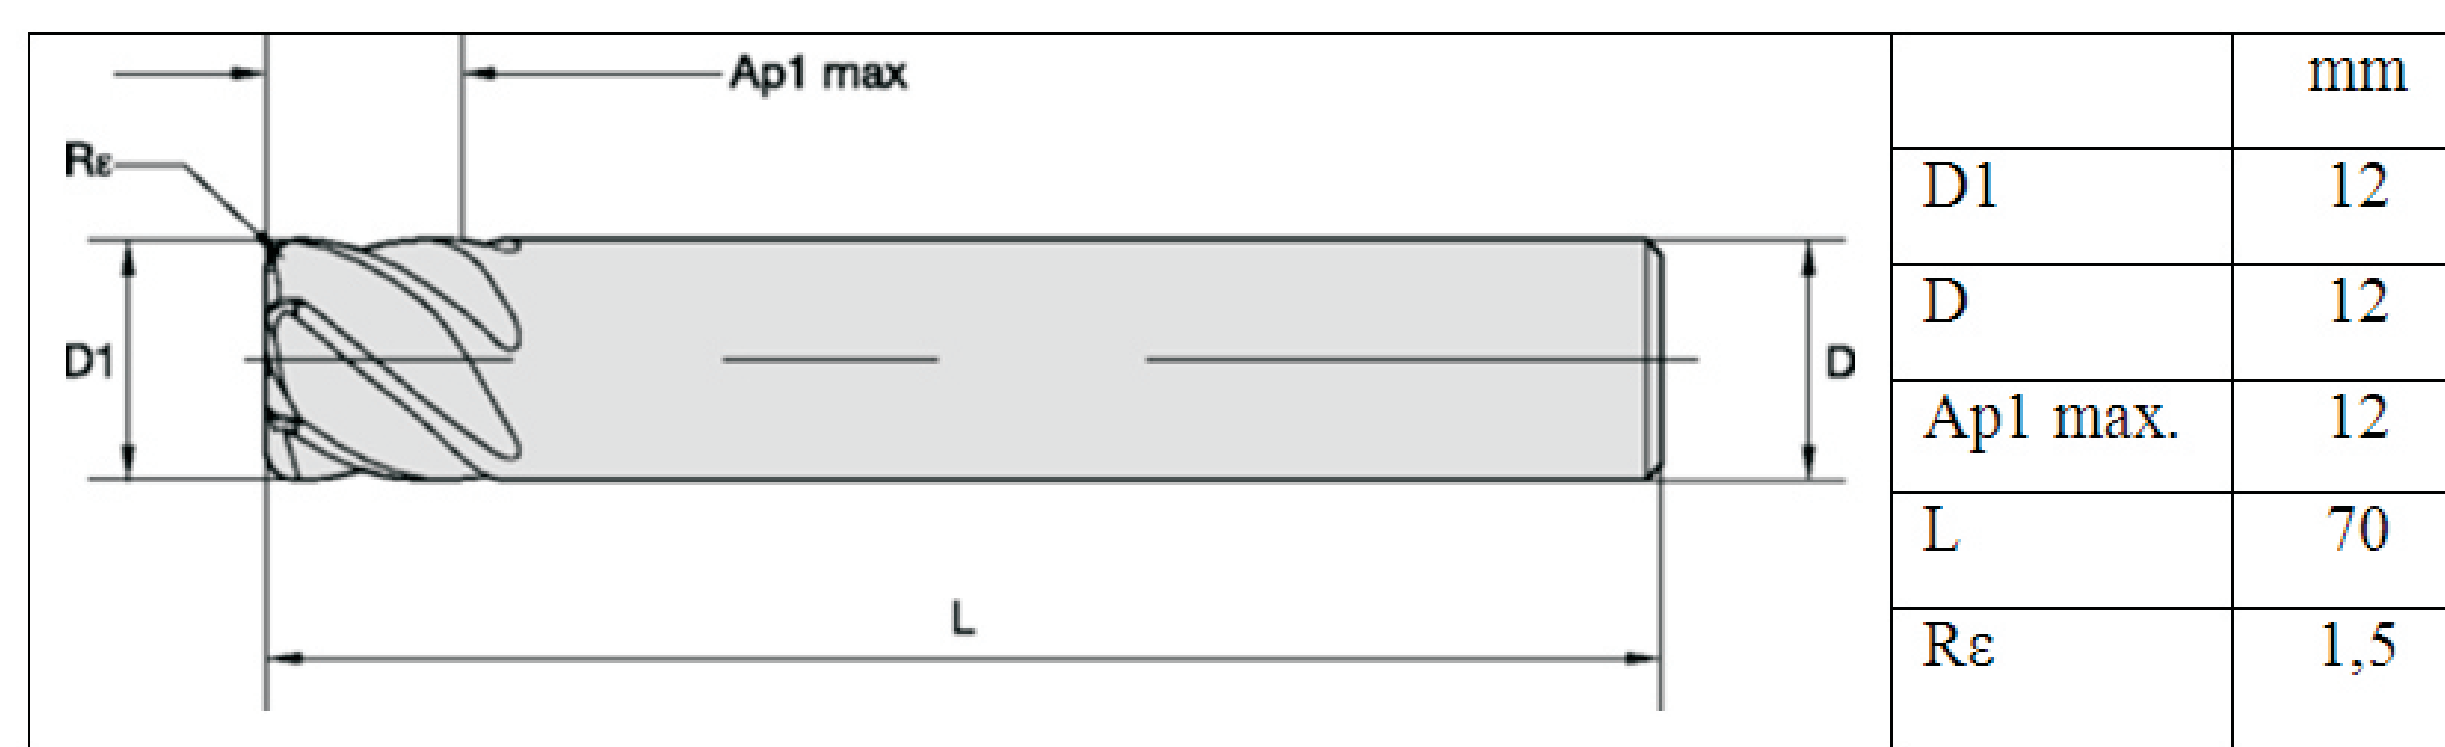 Ap1 max
Rε
D1
D
L
mm
D1 12
D 12
Ap1 max. 12
L 70
Rε 1,5